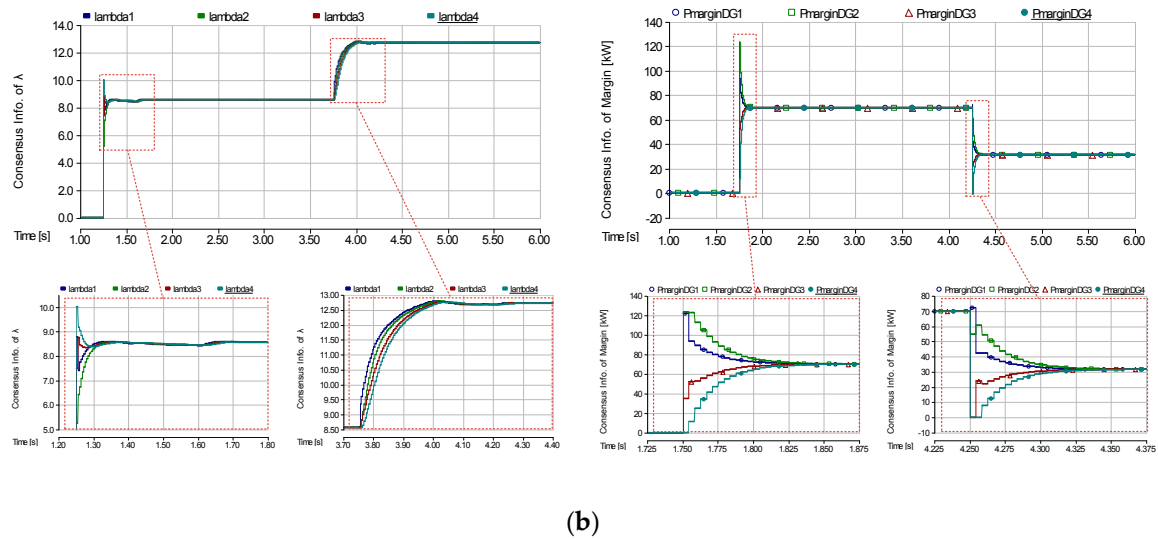 lambda1 lambda2 lambda3 lambda4
Consensus Info. of λ
14.0
12.0
10.0
8.0
6.0
4.0
2.0
0.0
Time [s]
1.00 1.50 2.00 2.50 3.00 3.50 4.00 4.50 5.00 5.50 6.00
PmarginDG1 PmarginDG2 PmarginDG3 PmarginDG4
Consensus Info. of Margin [kW]
140
120
100
80
60
40
20
0
-20
Time [s]
1.00 1.50 2.00 2.50 3.00 3.50 4.00 4.50 5.00 5.50 6.00
lambda1 lambda2 lambda3 lambda4
Consensus Info. of λ
10.0
9.0
8.0
7.0
6.0
5.0
Time [s]
1.20 1.30 1.40 1.50 1.60 1.70 1.80
lambda1 lambda2 lambda3 lambda4
Consensus Info. of λ
13.00
12.50
12.00
11.50
11.00
10.50
10.00
9.50
9.00
8.50
Time [s]
3.70 3.80 3.90 4.00 4.10 4.20 4.30 4.40
PmarginDG1 PmarginDG2 PmarginDG3 PmarginDG4
Consensus Info. of Margin [kW]
140
120
100
80
60
40
20
0
Time [s]
1.725 1.750 1.775 1.800 1.825 1.850 1.875
PmarginDG1 PmarginDG2 PmarginDG3 PmarginDG4
Consensus Info. of Margin [kW]
80
70
60
50
40
30
20
10
0
-10
Time [s]
4.225 4.250 4.275 4.300 4.325 4.350 4.375
(b)